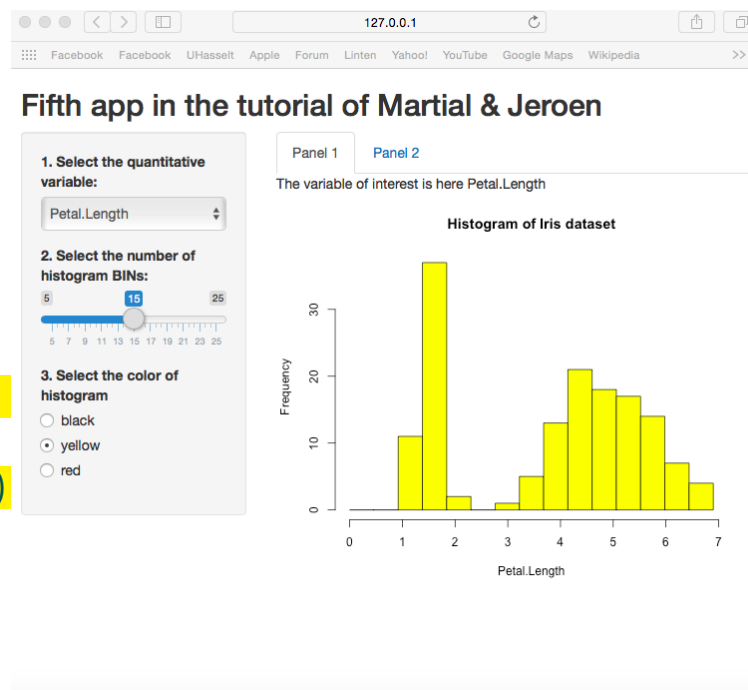 127.0.0.1
Facebook Facebook UHasselt Apple Forum Linten Yahoo! YouTube Google Maps Wikipedia >>
Fifth app in the tutorial of Martial & Jeroen
1. Select the quantitative
variable:
Petal.Length
2. Select the number of
histogram BINs:
5 15 25
5 7 9 11 13 15 17 19 21 23 25
3. Select the color of
histogram
black
yellow
red
)
Panel 1 Panel 2
The variable of interest is here Petal.Length
Histogram of Iris dataset
Frequency
30
20
10
0
0 1 2 3 4 5 6 7
Petal.Length